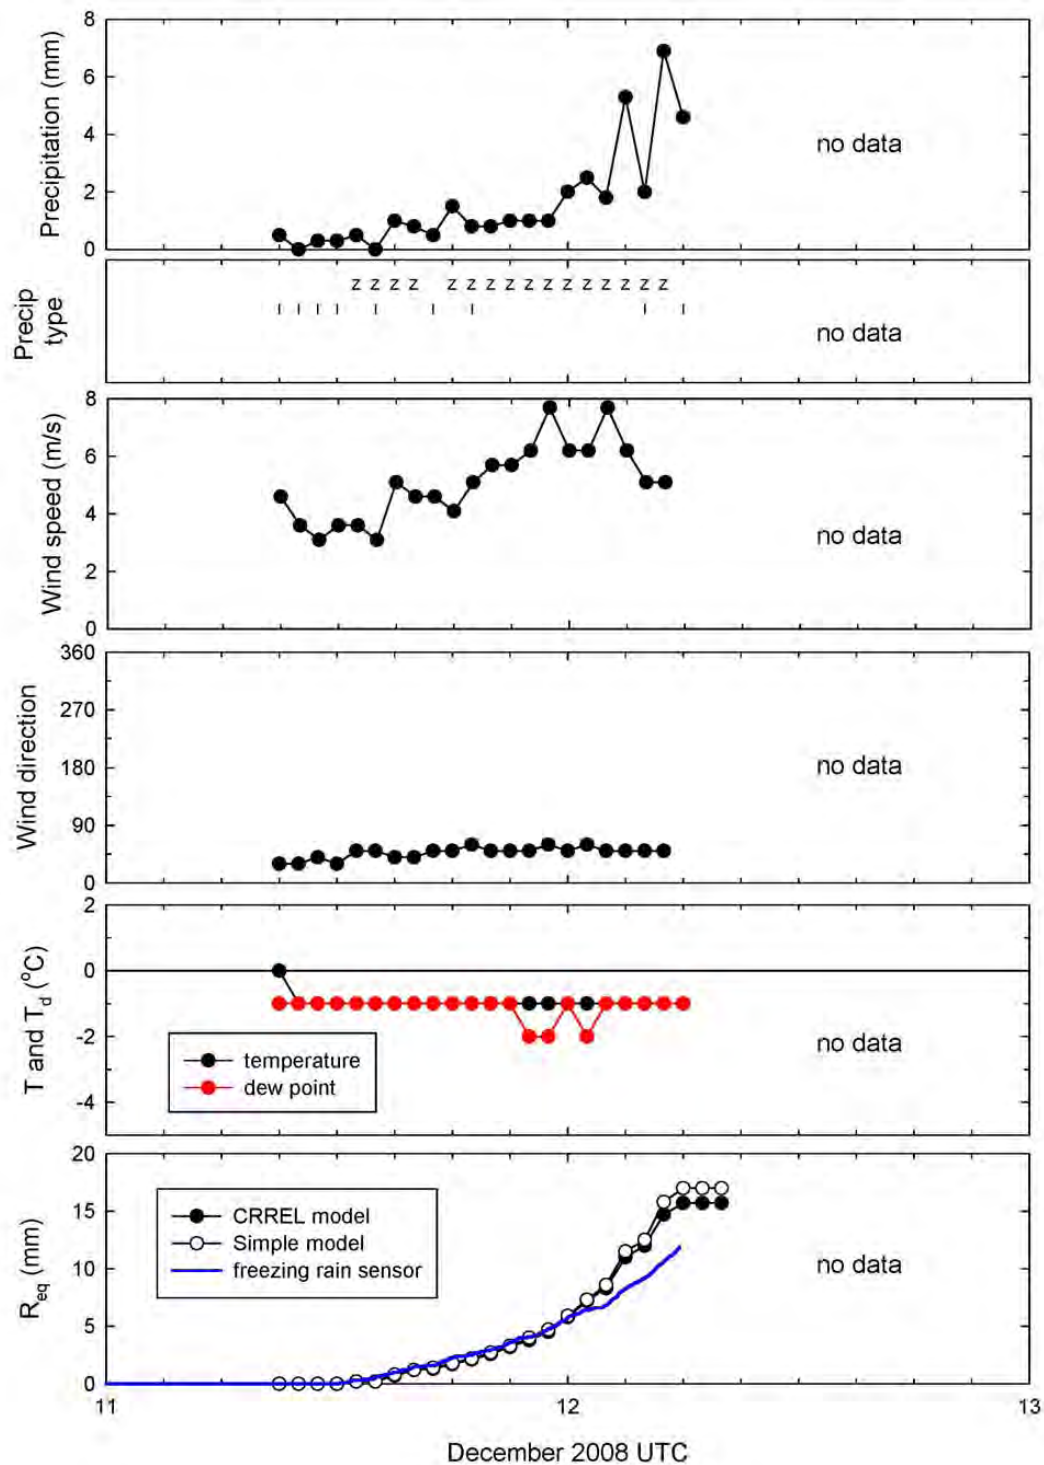 8
6
4
2
0
Precipitation (mm)
no data
Precip
type
z z z z z z z z z z z z z z z z
I I I I I I I I I
no data
8
6
4
2
0
Wind speed (m/s)
no data
360
270
180
90
0
Wind direction
no data
2
0
-2
-4
T and Td (oC)
temperature
dew point
no data
20
15
10
5
0
Req (mm)
CRREL model
Simple model
freezing rain sensor
no data
11 12 13
December 2008 UTC